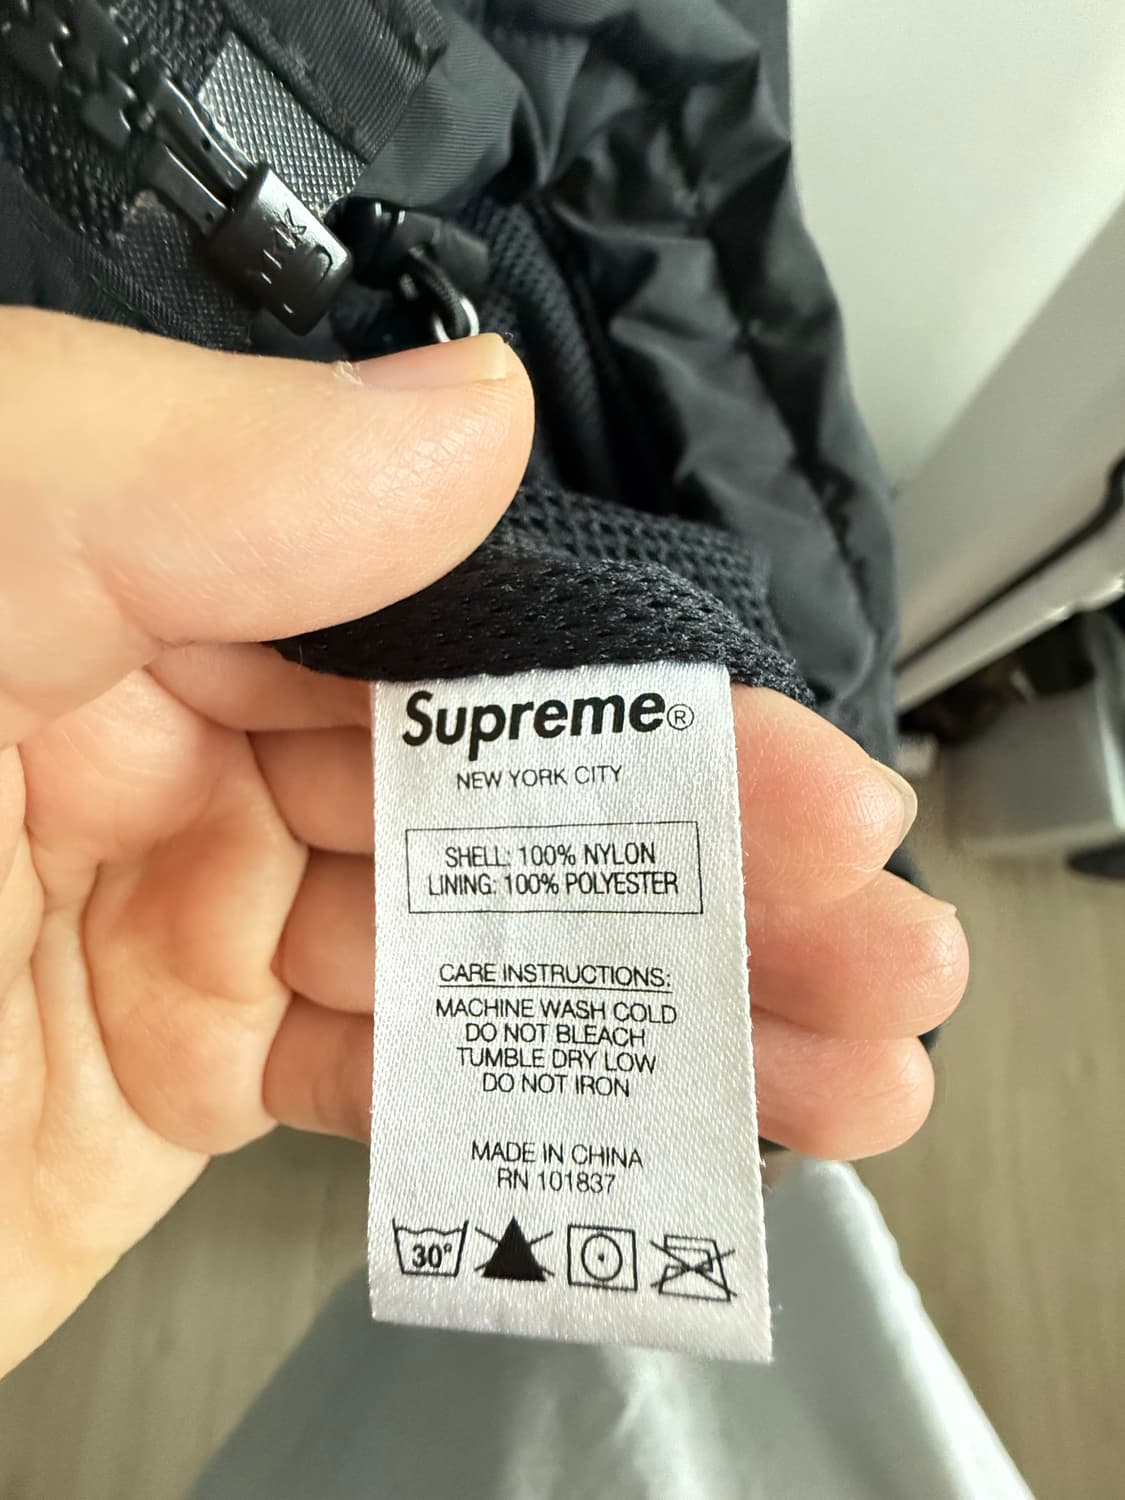 YKK
Supreme®
NEW YORK CITY
SHELL: 100% NYLON
LINING: 100% POLYESTER
CARE INSTRUCTIONS:
MACHINE WASH COLD
DO NOT BLEACH
TUMBLE DRY LOW
DO NOT IRON
MADE IN CHINA
RN 101837
30°